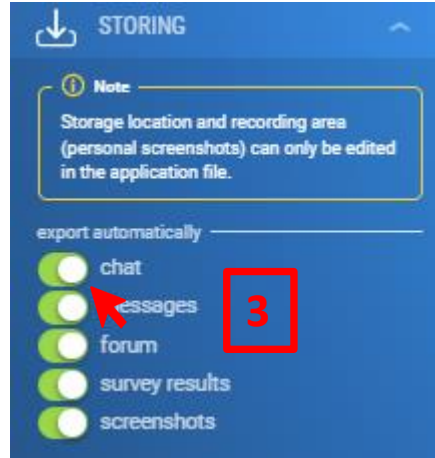 STORING
Note
Storage location and recording area
(personal screenshots) can only be edited
in the application file.
export automatically
chat
messages
3
forum
survey results
screenshots